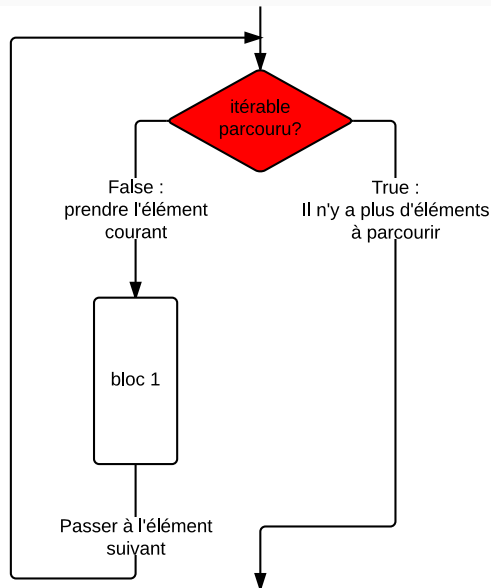 itérable
parcouru?
False :
prendre l'élément
courant
True :
Il n'y a plus d'éléments
à parcourir
bloc 1
Passer à l'élément
suivant